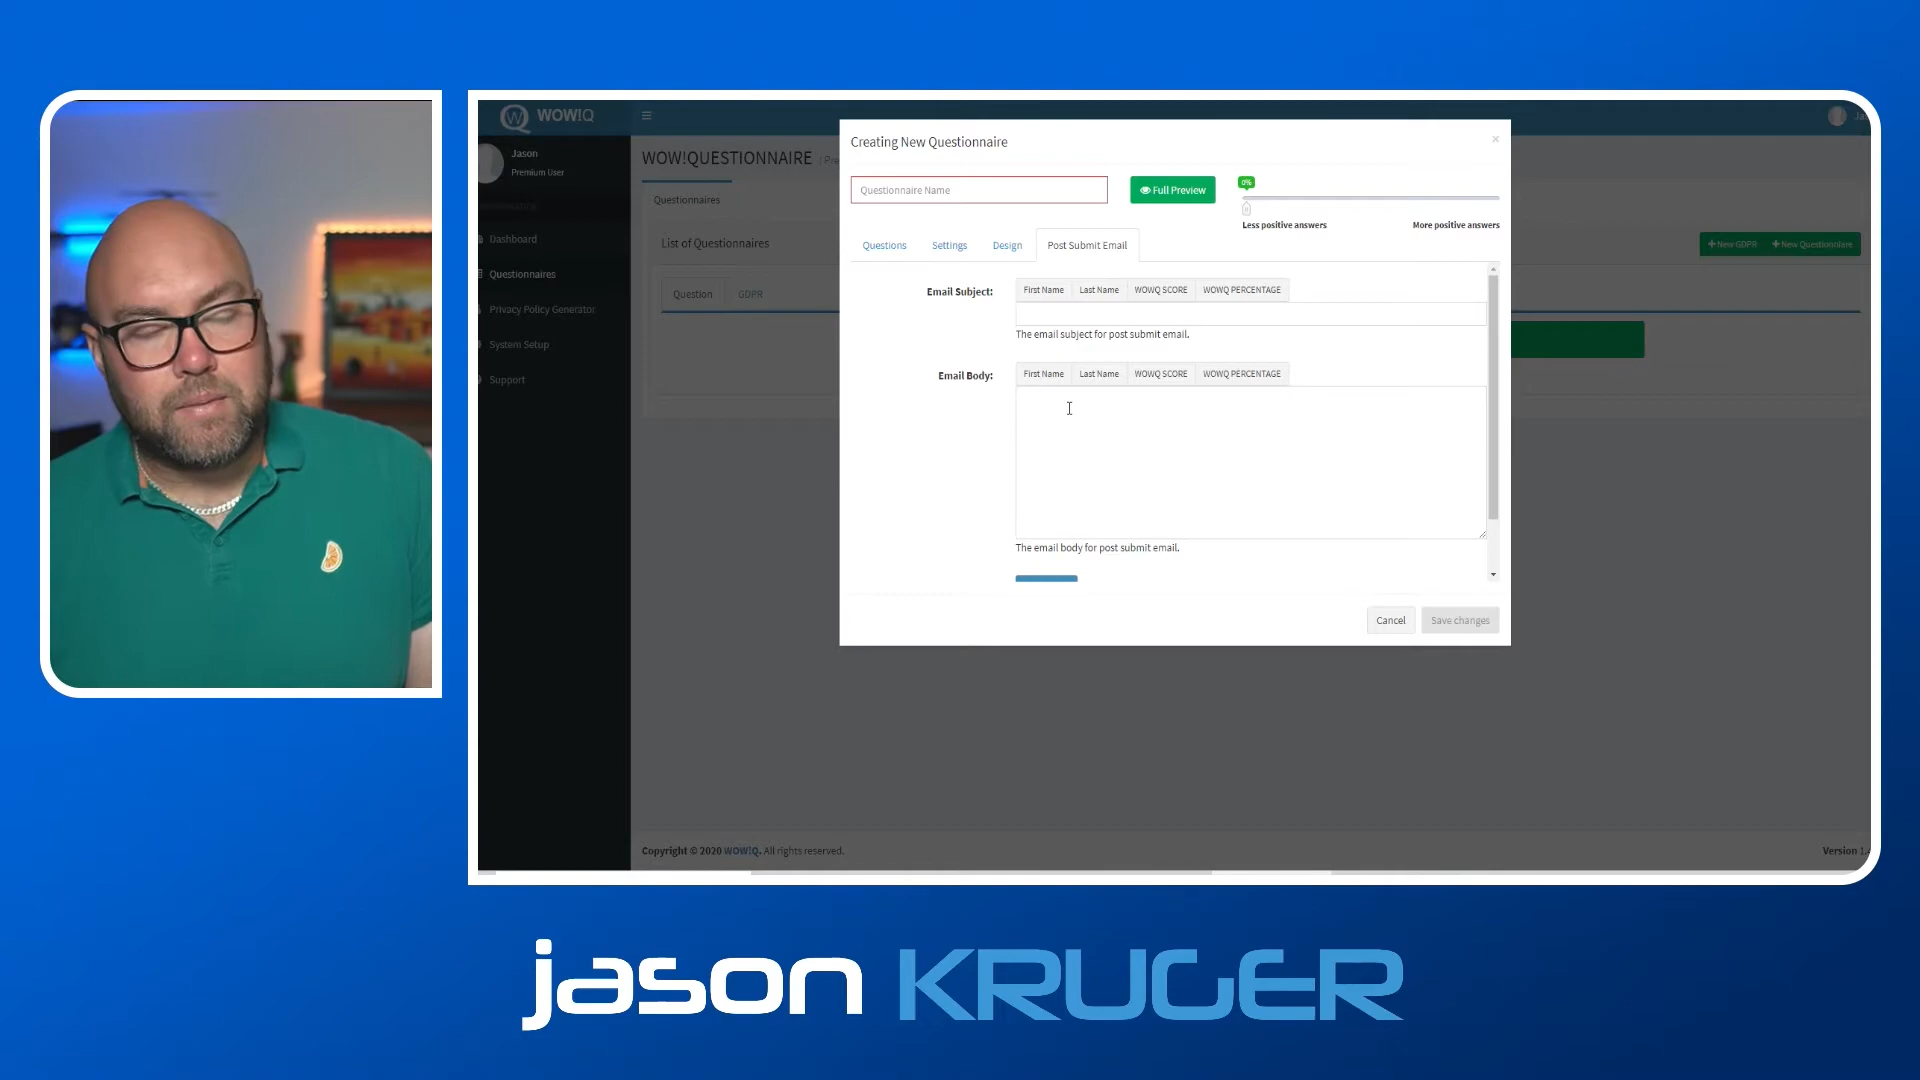 WOW!Q
Jason
Premium User
Dashboard
Questionnaires
Privacy Policy Generator
System Setup
Support
WOW!QUESTIONNAIRE
Questionnaires
List of Questionnaires
+ New GDPR + New Questionnaire
Question GDPR
Creating New Questionnaire
×
Questionnaire Name
Full Preview
0%
Less positive answers More positive answers
Questions Settings Design Post Submit Email
Email Subject: First Name Last Name WOWQ SCORE WOWQ PERCENTAGE
The email subject for post submit email.
Email Body: First Name Last Name WOWQ SCORE WOWQ PERCENTAGE
The email body for post submit email.
Cancel Save changes
Copyright © 2020 WOW!Q. All rights reserved.
Version
jason KRUGER